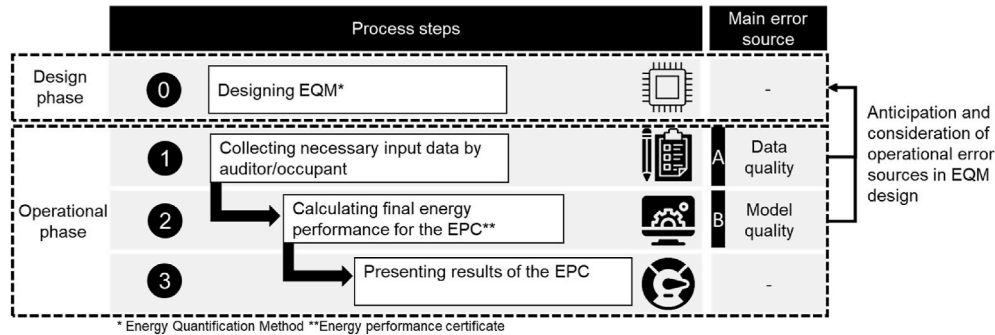 Process steps
Main error
source
Design
phase
0
Designing EQM*
-
Operational
phase
1
Collecting necessary input data by
auditor/occupant
A
Data
quality
2
Calculating final energy
performance for the EPC**
B
Model
quality
3
Presenting results of the EPC
-
Anticipation and
consideration of
operational error
sources in EQM
design
* Energy Quantification Method **Energy performance certificate